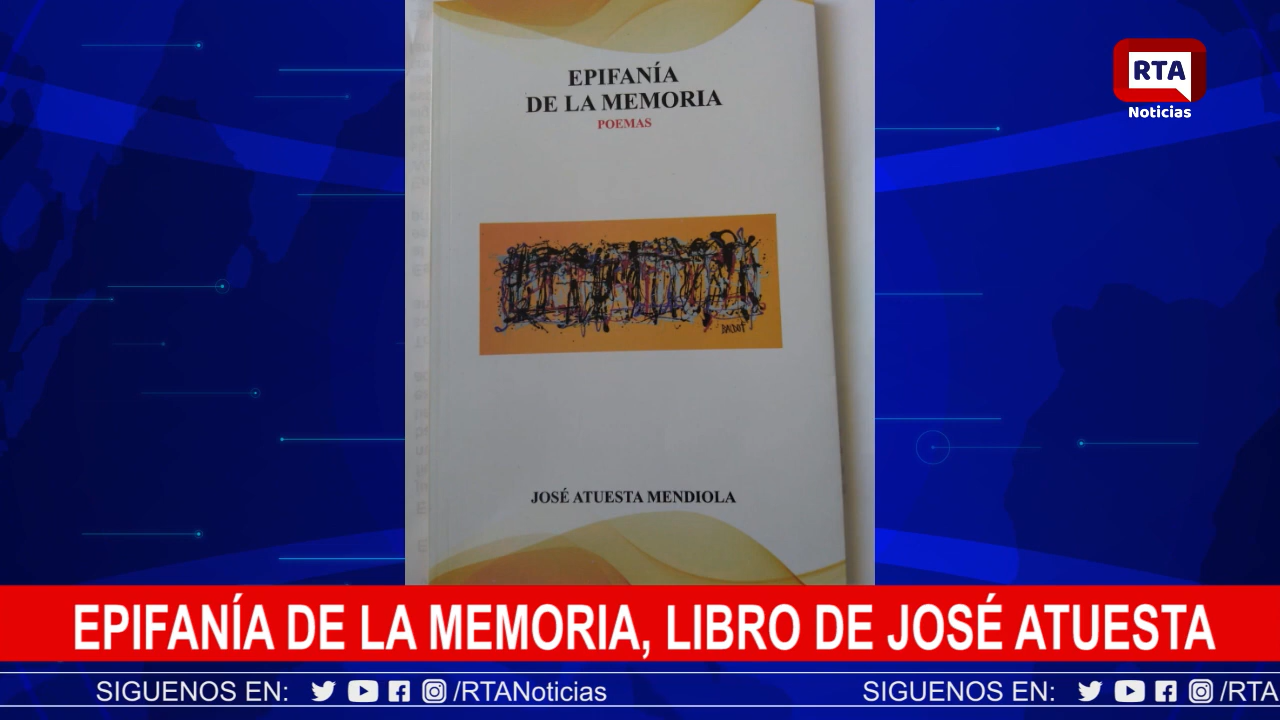 EPIFANÍA
DE LA MEMORIA
POEMAS
BALDOT
JOSÉ ATUESTA MENDIOLA
RTA
Noticias
EPIFANÍA DE LA MEMORIA, LIBRO DE JOSÉ ATUESTA
SIGUENOS EN: /RTANoticias
SIGUENOS EN: /RTA